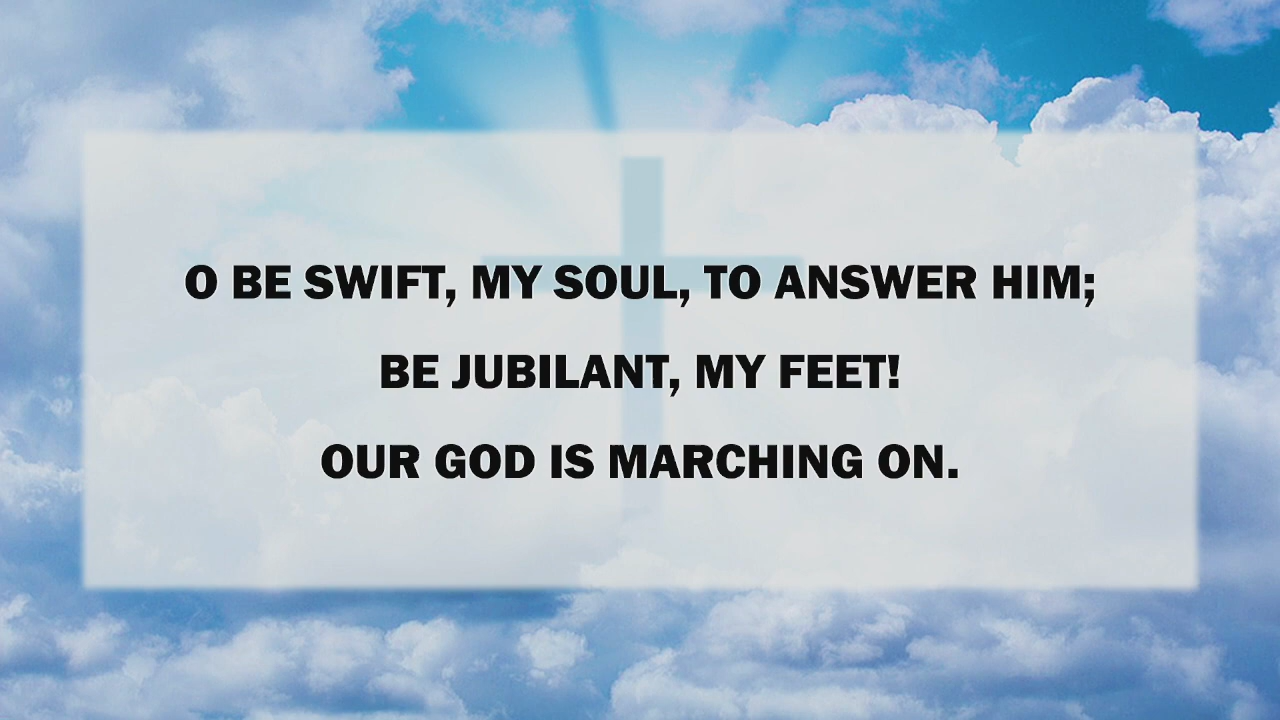 O BE SWIFT, MY SOUL, TO ANSWER HIM;
BE JUBILANT, MY FEET!
OUR GOD IS MARCHING ON.